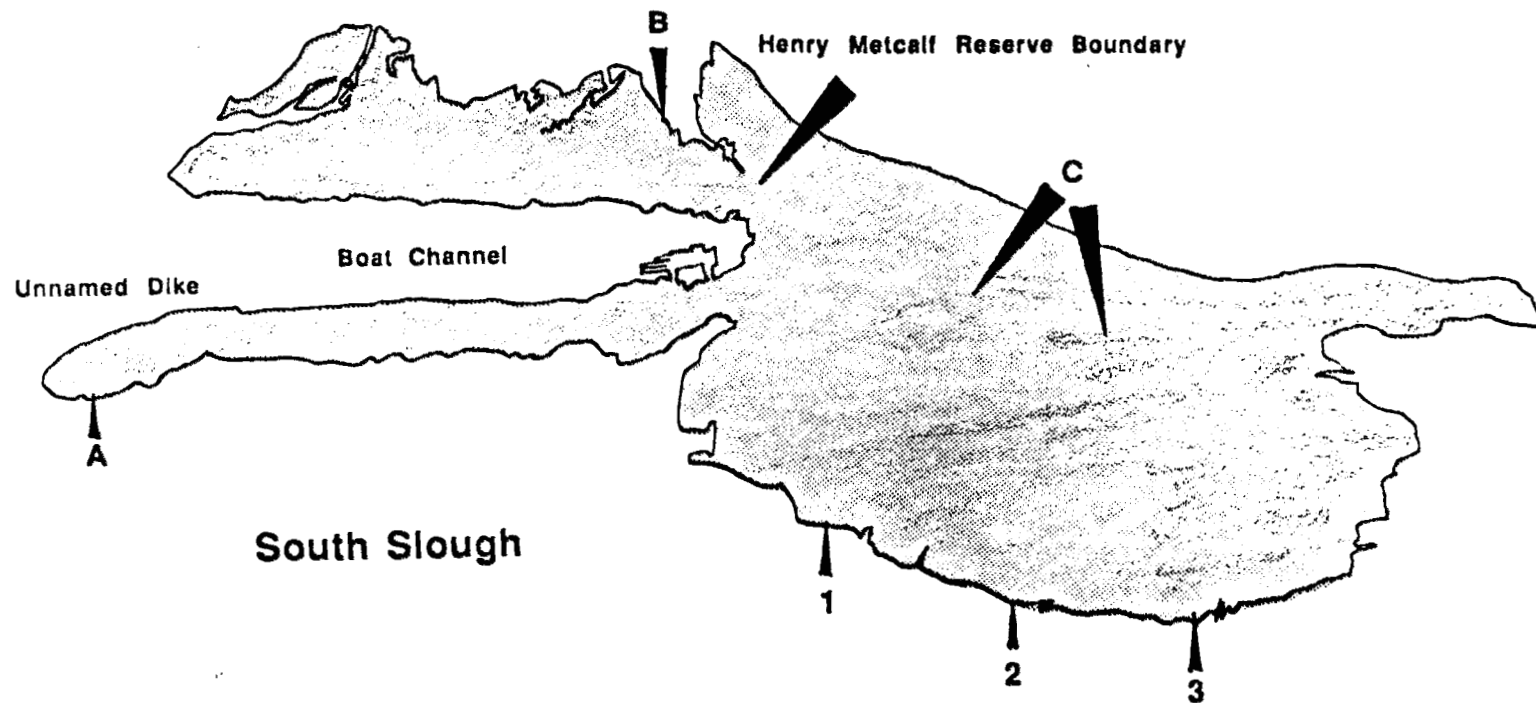 B
Henry Metcalf Reserve Boundary
C
Boat Channel
Unnamed Dike
A
South Slough
1
2
3